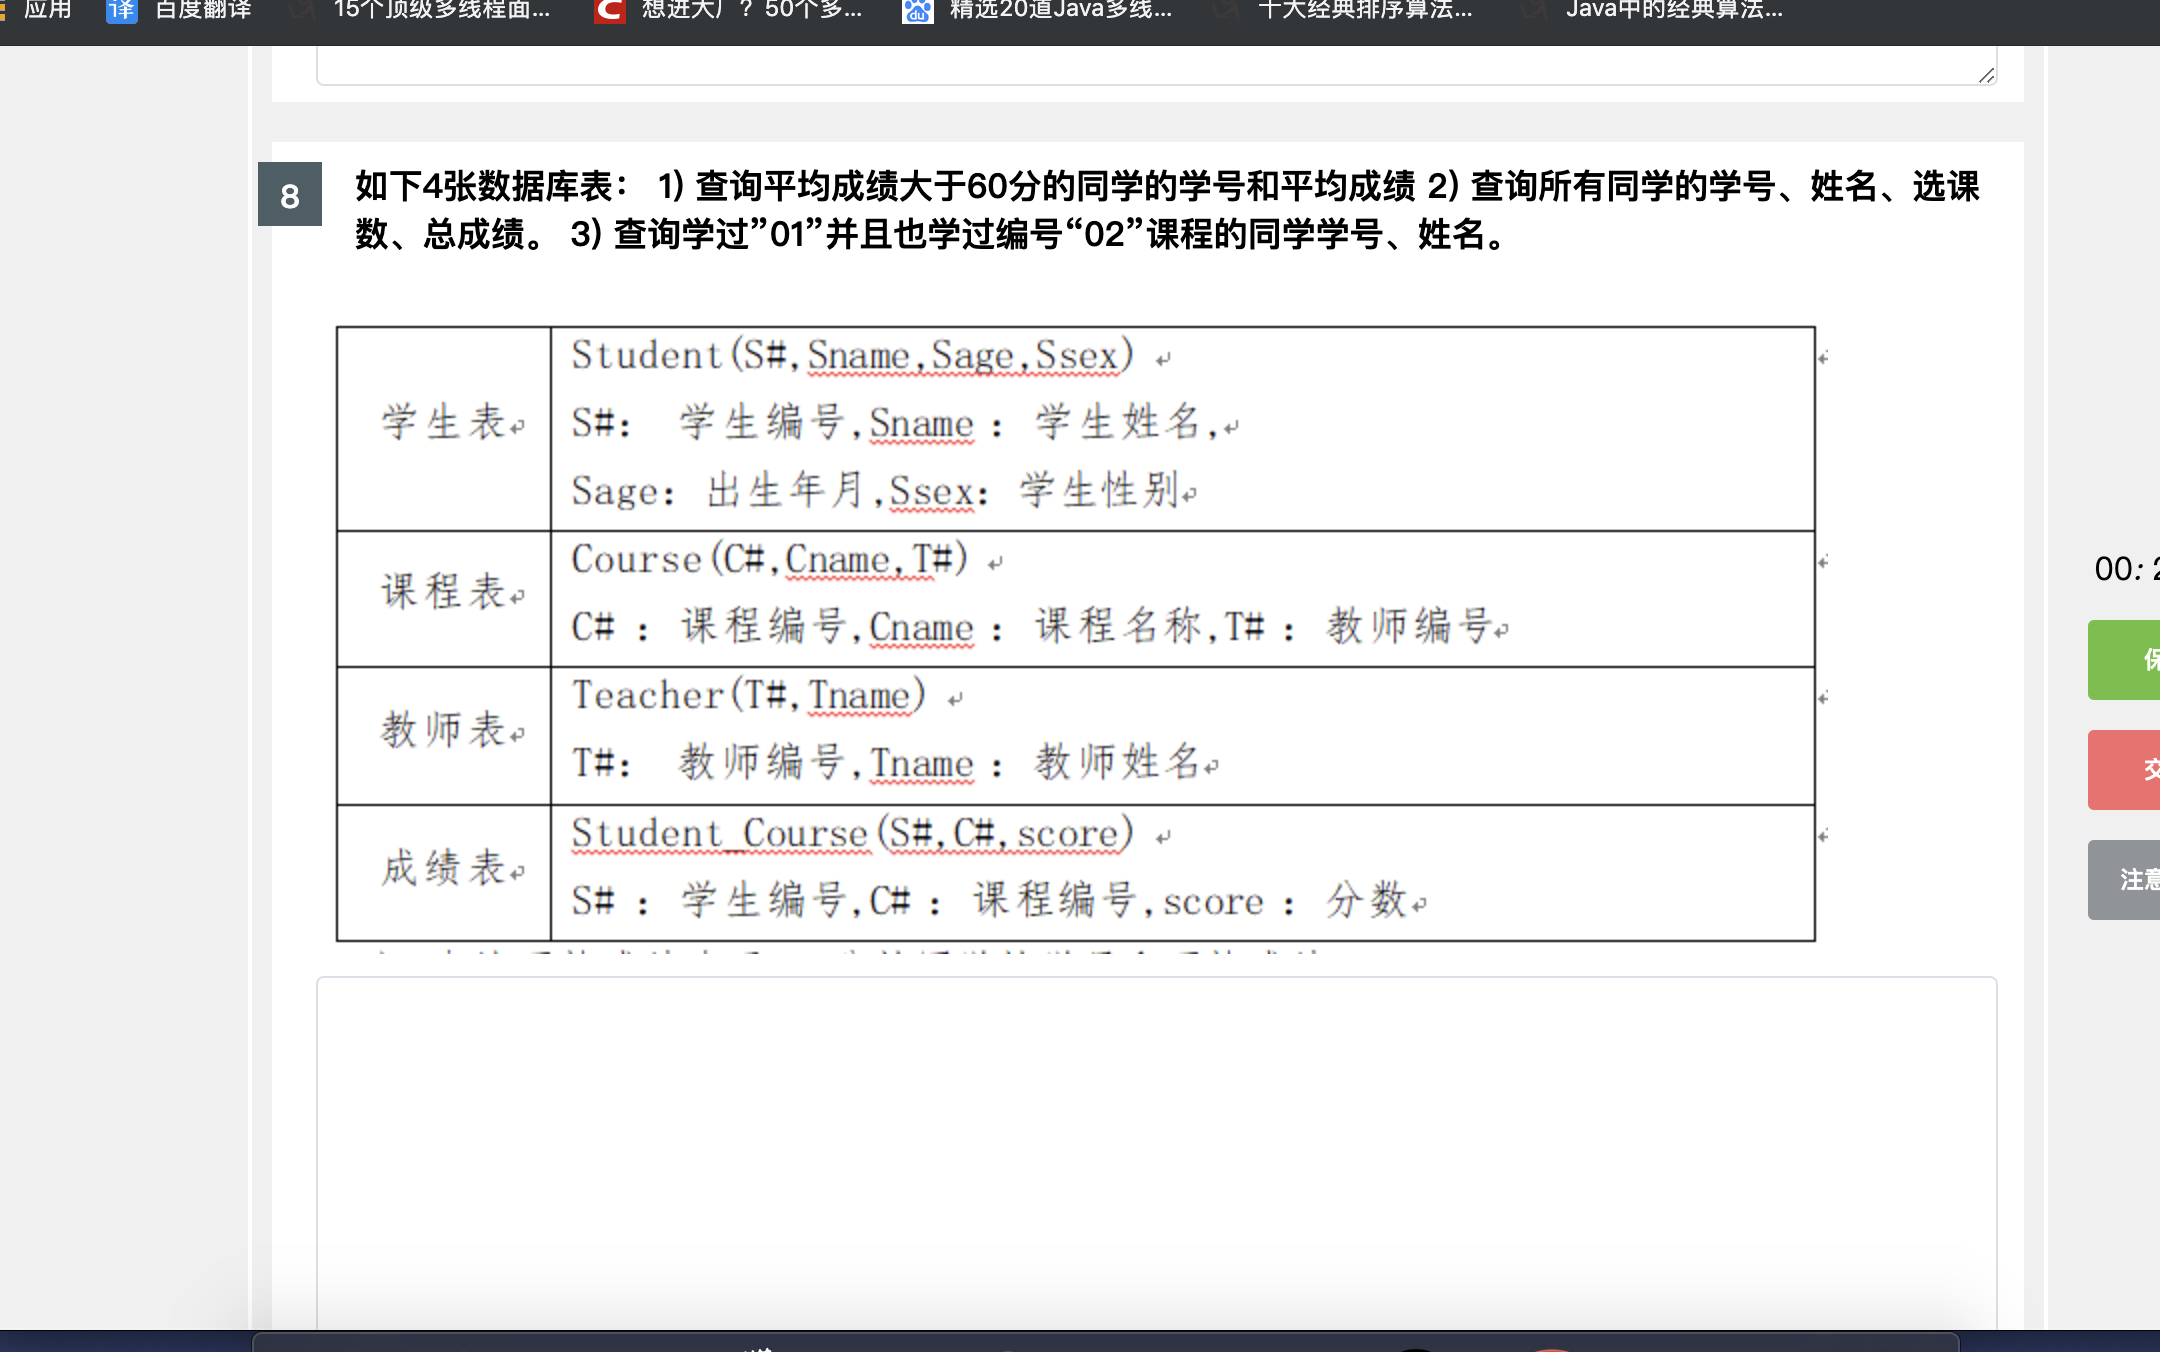 应用 百度翻译 15个顶级多线程面... 想进大厂？50个多... 精选20道Java多线... 十大经典排序算法... Java中的经典算法...
8 如下4张数据库表： 1) 查询平均成绩大于60分的同学的学号和平均成绩 2) 查询所有同学的学号、姓名、选课
数、总成绩。 3) 查询学过”01”并且也学过编号“02”课程的同学学号、姓名。
学生表
Student(S#,Sname,Sage,Ssex)
S#： 学生编号,Sname ：学生姓名,
Sage：出生年月,Ssex：学生性别
课程表
Course(C#,Cname,T#)
C# ：课程编号,Cname ：课程名称,T# ：教师编号
教师表
Teacher(T#,Tname)
T#： 教师编号,Tname ：教师姓名
成绩表
Student_Course(S#,C#,score)
S# ：学生编号,C# ：课程编号,score ：分数
00: 2
保
交
注意